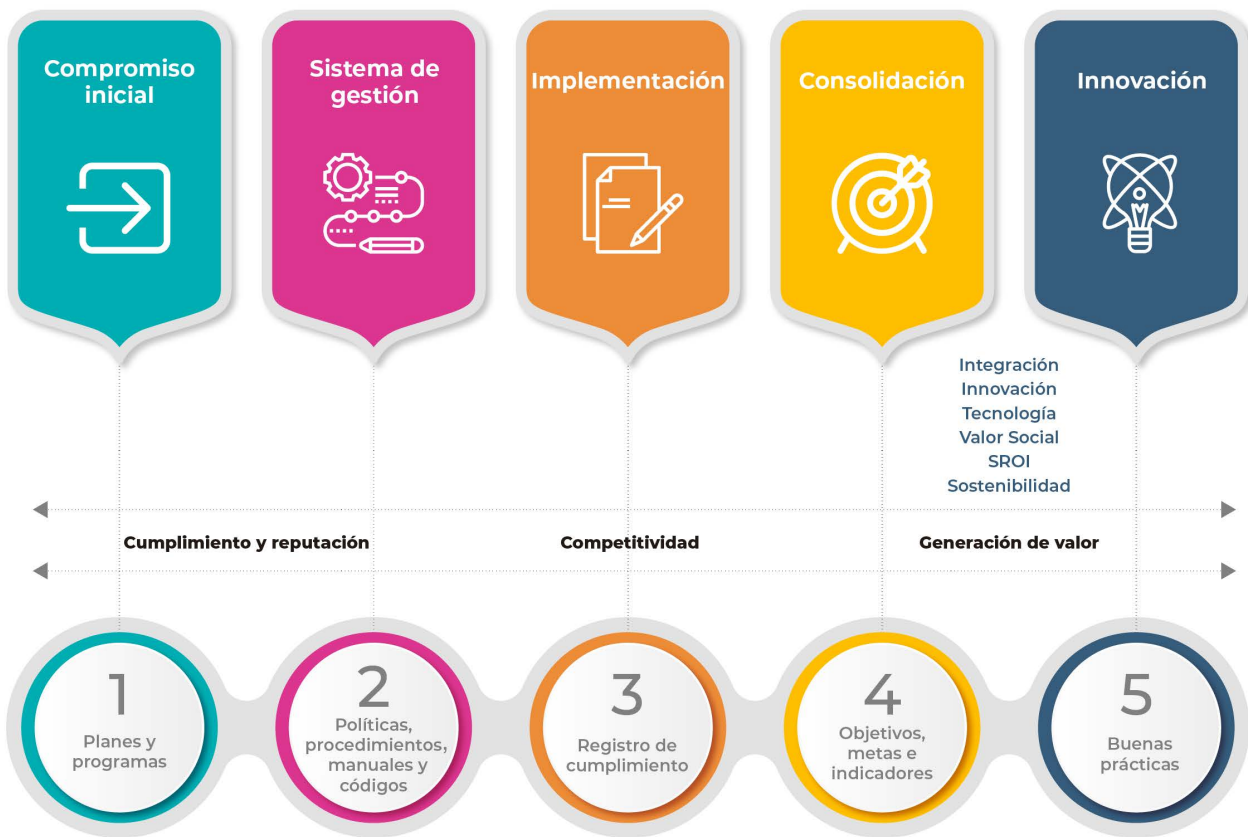 Compromiso
inicial
Sistema de
gestión
Implementación
Consolidación
Innovación
Integración
Innovación
Tecnología
Valor Social
SROI
Sostenibilidad
Cumplimiento y reputación
Competitividad
Generación de valor
1
Planes y
programas
2
Políticas,
procedimientos,
manuales y
códigos
3
Registro de
cumplimiento
4
Objetivos,
metas e
indicadores
5
Buenas
prácticas